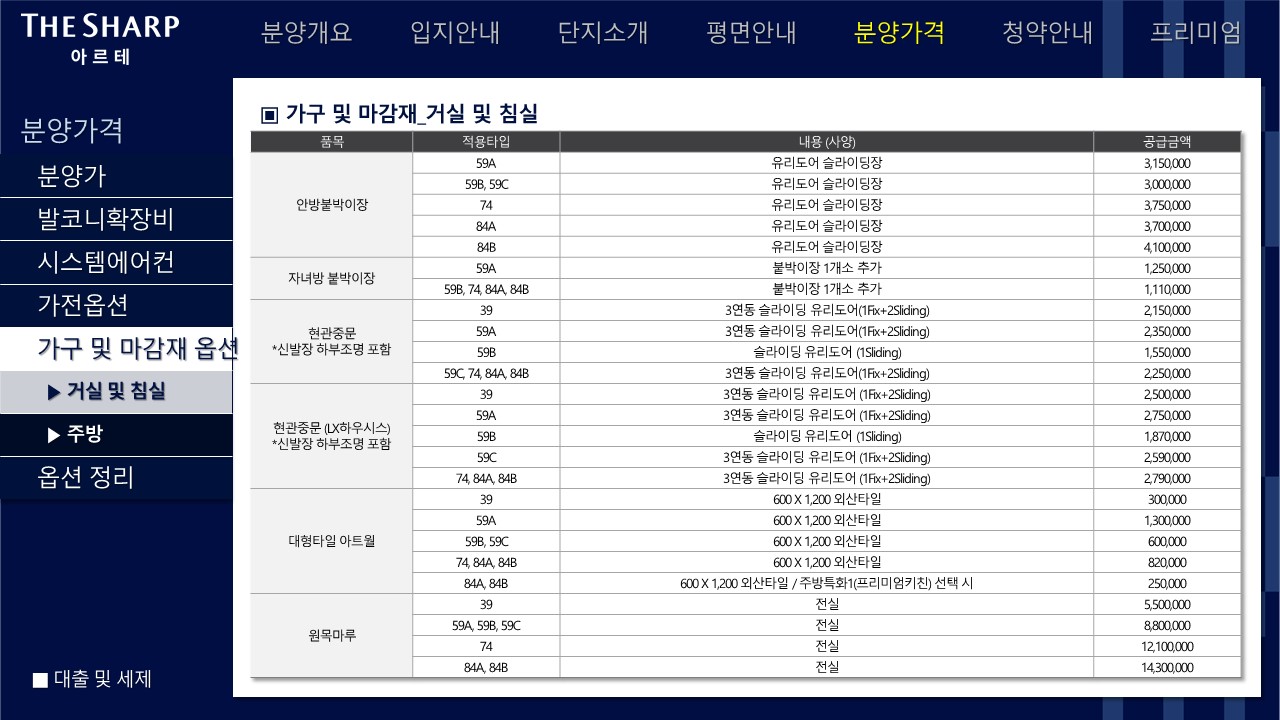 THE SHARP
아르테
분양개요 입지안내 단지소개 평면안내 분양가격 청약안내 프리미엄
분양가격
분양가
발코니확장비
시스템에어컨
가전옵션
가구 및 마감재 옵션
▶ 거실 및 침실
▶ 주방
옵션 정리
■ 대출 및 세제
▣ 가구 및 마감재_거실 및 침실
품목 적용타입 내용 (사양) 공급금액
안방붙박이장
59A 유리도어 슬라이딩장 3,150,000
59B, 59C 유리도어 슬라이딩장 3,000,000
74 유리도어 슬라이딩장 3,750,000
84A 유리도어 슬라이딩장 3,700,000
84B 유리도어 슬라이딩장 4,100,000
자녀방 붙박이장
59A 붙박이장 1개소 추가 1,250,000
59B, 74, 84A, 84B 붙박이장 1개소 추가 1,110,000
현관중문
*신발장 하부조명 포함
39 3연동 슬라이딩 유리도어(1Fix+2Sliding) 2,150,000
59A 3연동 슬라이딩 유리도어(1Fix+2Sliding) 2,350,000
59B 슬라이딩 유리도어 (1Sliding) 1,550,000
59C, 74, 84A, 84B 3연동 슬라이딩 유리도어(1Fix+2Sliding) 2,250,000
현관중문 (LX하우시스)
*신발장 하부조명 포함
39 3연동 슬라이딩 유리도어 (1Fix+2Sliding) 2,500,000
59A 3연동 슬라이딩 유리도어 (1Fix+2Sliding) 2,750,000
59B 슬라이딩 유리도어 (1Sliding) 1,870,000
59C 3연동 슬라이딩 유리도어 (1Fix+2Sliding) 2,590,000
74, 84A, 84B 3연동 슬라이딩 유리도어 (1Fix+2Sliding) 2,790,000
대형타일 아트월
39 600 X 1,200 외산타일 300,000
59A 600 X 1,200 외산타일 1,300,000
59B, 59C 600 X 1,200 외산타일 600,000
74, 84A, 84B 600 X 1,200 외산타일 820,000
84A, 84B 600 X 1,200 외산타일 / 주방특화1(프리미엄키친) 선택 시 250,000
원목마루
39 전실 5,500,000
59A, 59B, 59C 전실 8,800,000
74 전실 12,100,000
84A, 84B 전실 14,300,000